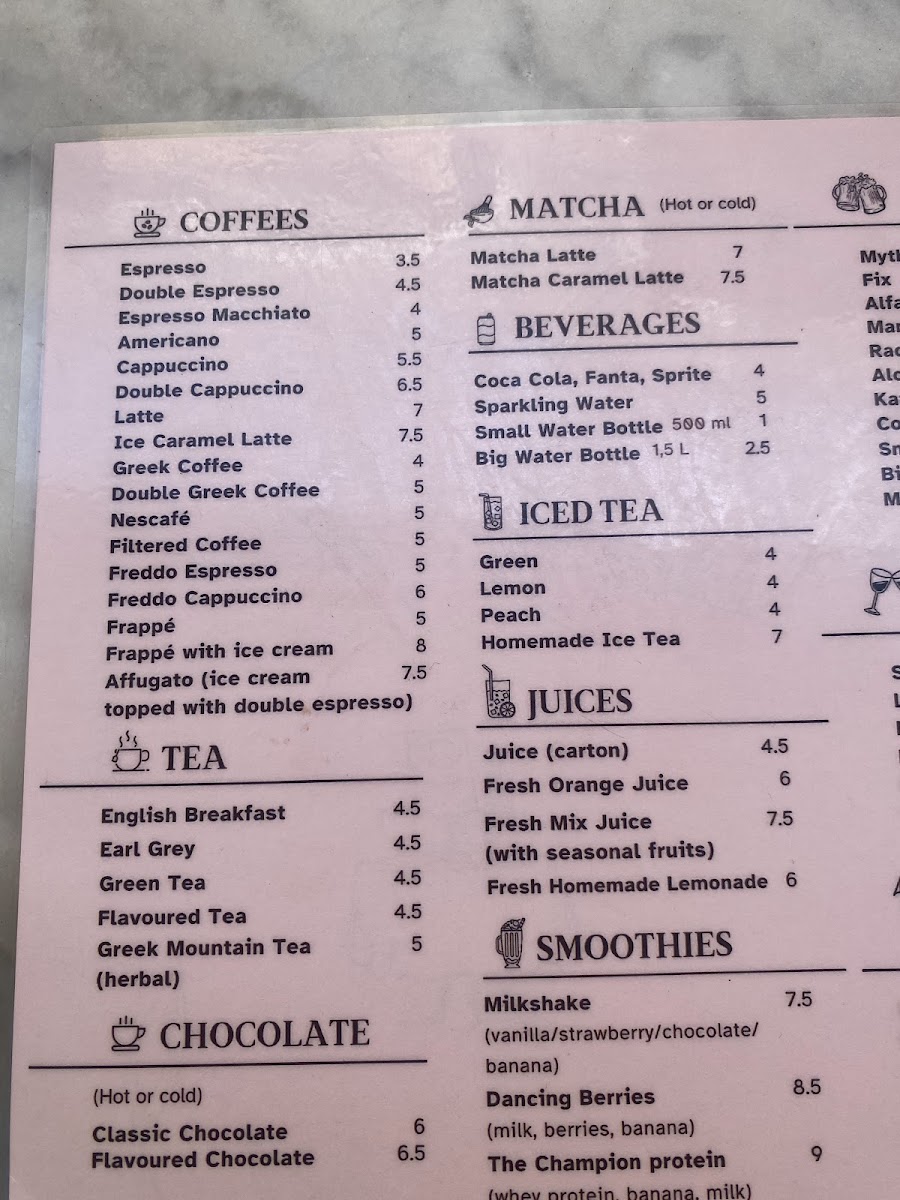 COFFEES
Espresso 3.5
Double Espresso 4.5
Espresso Macchiato 4
Americano 5
Cappuccino 5.5
Double Cappuccino 6.5
Latte 7
Ice Caramel Latte 7.5
Greek Coffee 4
Double Greek Coffee 5
Nescafé 5
Filtered Coffee 5
Freddo Espresso 5
Freddo Cappuccino 6
Frappé 5
Frappé with ice cream 8
Affugato (ice cream 7.5
topped with double espresso)
TEA
English Breakfast 4.5
Earl Grey 4.5
Green Tea 4.5
Flavoured Tea 4.5
Greek Mountain Tea 5
(herbal)
CHOCOLATE
(Hot or cold)
Classic Chocolate 6
Flavoured Chocolate 6.5
MATCHA (Hot or cold)
Matcha Latte 7
Matcha Caramel Latte 7.5
BEVERAGES
Coca Cola, Fanta, Sprite 4
Sparkling Water 5
Small Water Bottle 500 ml 1
Big Water Bottle 1,5 L 2.5
ICED TEA
Green 4
Lemon 4
Peach 4
Homemade Ice Tea 7
JUICES
Juice (carton) 4.5
Fresh Orange Juice 6
Fresh Mix Juice 7.5
(with seasonal fruits)
Fresh Homemade Lemonade 6
SMOOTHIES
Milkshake 7.5
(vanilla/strawberry/chocolate/
banana)
Dancing Berries 8.5
(milk, berries, banana)
The Champion protein 9
(whey protein, banana, milk)
Fix